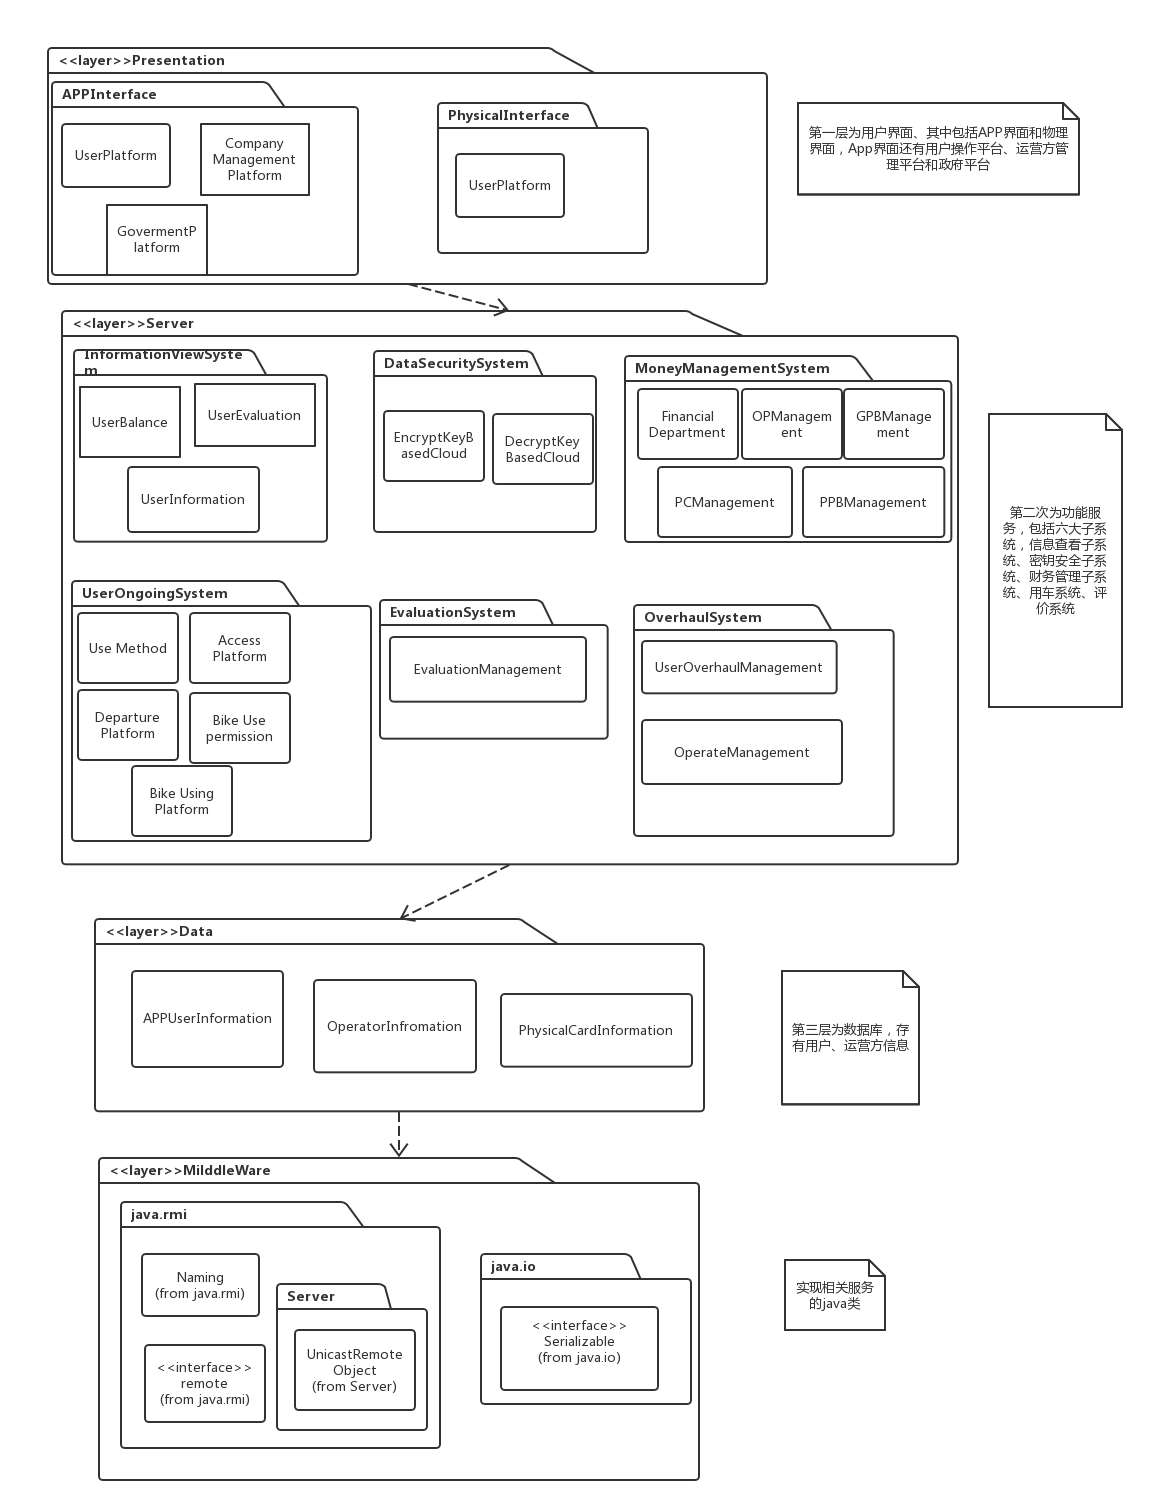 <<layer>>Presentation
APPInterface
UserPlatform
Company
Management
Platform
GovermentP
latform
PhysicalInterface
UserPlatform
第一层为用户界面、其中包括APP界面和物理
界面，App界面还有用户操作平台、运营方管
理平台和政府平台
<<layer>>Server
InformationViewSyste
m
UserBalance
UserEvaluation
UserInformation
DataSecuritySystem
EncryptKeyB
asedCloud
DecryptKey
BasedCloud
MoneyManagementSystem
Financial
Department
OPManagem
ent
GPBManage
ment
PCManagement
PPBManagement
第二次为功能服
务，包括六大子系
统，信息查看子系
统、密钥安全子系
统、财务管理子系
统、用车系统、评
价系统
UserOngoingSystem
Use Method
Access
Platform
Departure
Platform
Bike Use
permission
Bike Using
Platform
EvaluationSystem
EvaluationManagement
OverhaulSystem
UserOverhaulManagement
OperateManagement
<<layer>>Data
APPUserInformation
OperatorInfromation
PhysicalCardInformation
第三层为数据库，存
有用户、运营方信息
<<layer>>MilddleWare
java.rmi
Naming
(from java.rmi)
<<interface>>
remote
(from java.rmi)
Server
UnicastRemote
Object
(from Server)
java.io
<<interface>>
Serializable
(from java.io)
实现相关服务
的java类